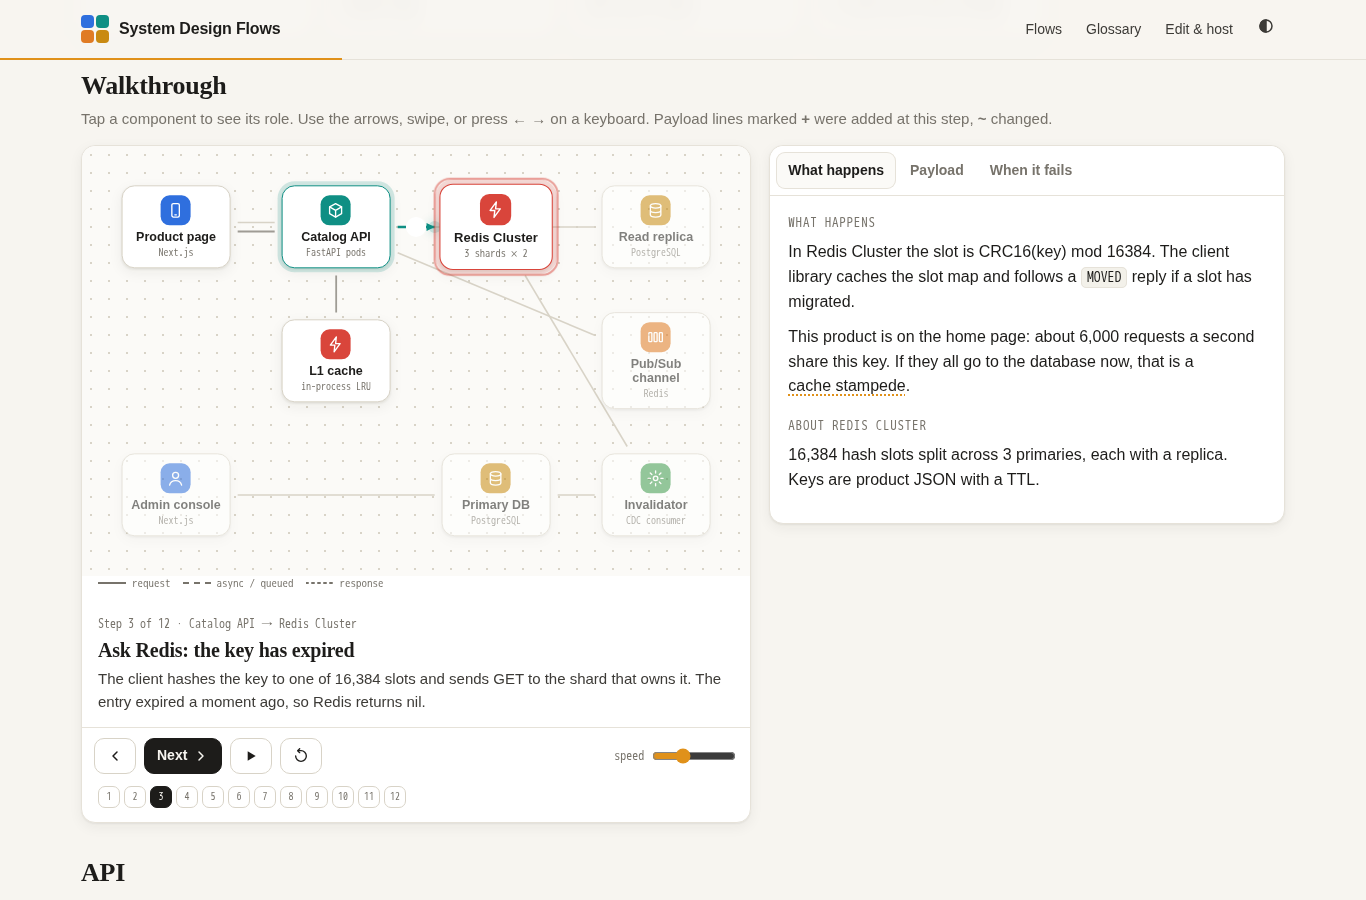 System Design Flows
Flows
Glossary
Edit & host
Walkthrough
Tap a component to see its role. Use the arrows, swipe, or press ← → on a keyboard. Payload lines marked + were added at this step, ~ changed.
Product page
Next.js
Catalog API
FastAPI pods
Redis Cluster
3 shards × 2
Read replica
PostgreSQL
L1 cache
in-process LRU
Pub/Sub
channel
Redis
Admin console
Next.js
Primary DB
PostgreSQL
Invalidator
CDC consumer
request
async / queued
response
Step 3 of 12 · Catalog API → Redis Cluster
Ask Redis: the key has expired
The client hashes the key to one of 16,384 slots and sends GET to the shard that owns it. The
entry expired a moment ago, so Redis returns nil.
Next
speed
1 2 3 4 5 6 7 8 9 10 11 12
What happens
Payload
When it fails
WHAT HAPPENS
In Redis Cluster the slot is CRC16(key) mod 16384. The client
library caches the slot map and follows a MOVED reply if a slot has
migrated.
This product is on the home page: about 6,000 requests a second
share this key. If they all go to the database now, that is a
cache stampede.
ABOUT REDIS CLUSTER
16,384 hash slots split across 3 primaries, each with a replica.
Keys are product JSON with a TTL.
API